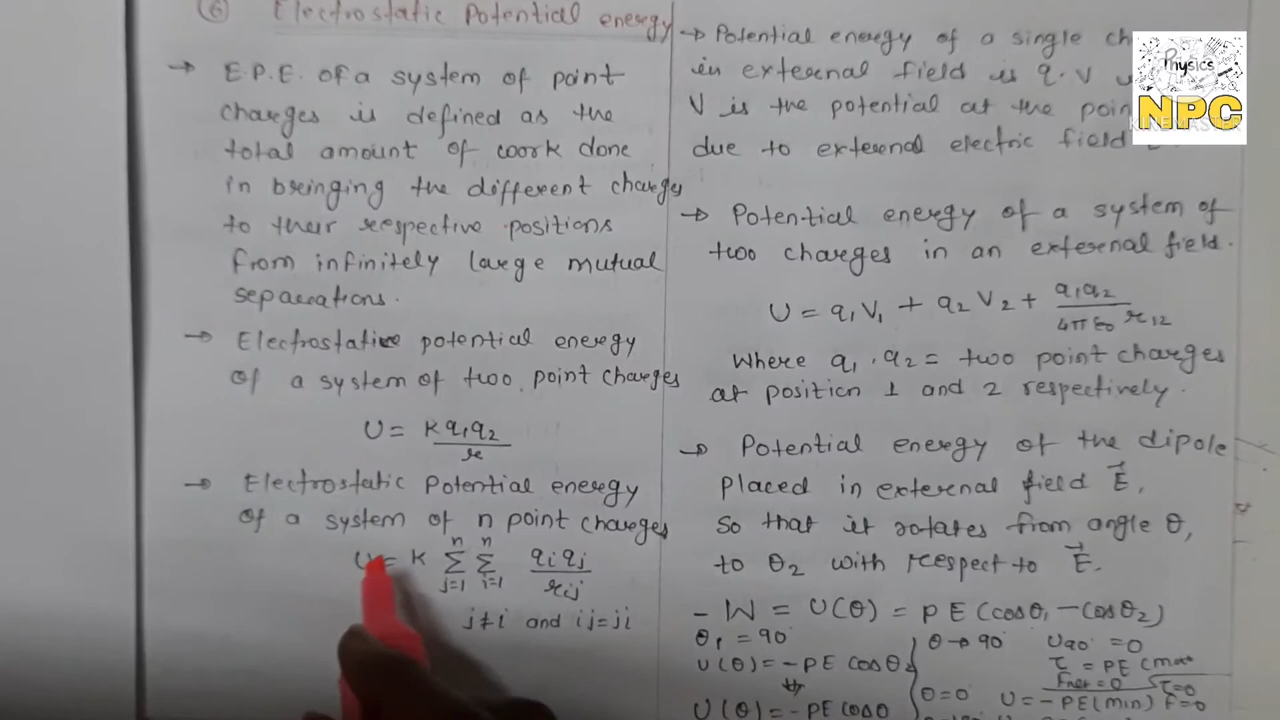 ⑥ Electrostatic Potential energy
→ E.P.E. of a system of point
charges is defined as the
total amount of work done
in bringing the different charges
to their respective positions
from infinitely large mutual
separations.
→ Electrostatic potential energy
of a system of two point charges
U = Kq₁q₂/r
→ Electrostatic Potential energy
of a system of n point charges
U = K Σⁿj=1 Σⁿi=1 qiqj/rij
j≠i and ij=ji
→ Potential energy of a single
in external field is q.V
V is the potential at the
due to external electric field
→ Potential energy of a system of
two charges in an external field.
U = q₁V₁ + q₂V₂ + q₁q₂/4πε₀ r₁₂
Where q₁, q₂ = two point charges
at position 1 and 2 respectively.
→ Potential energy of the dipole
placed in external field E⃗,
so that it rotates from angle θ₁
to θ₂ with respect to E⃗.
- W = U(θ) = PE(cosθ₁ - cosθ₂)
θ₁ = 90°
U(θ) = -PE cosθ₂
U(θ) = -PE cosθ
θ → 90° U90° = 0
τ = PE (max
Fnet = 0
θ=0 U = -PE(min) τ=0 F=0
Physics
NPC